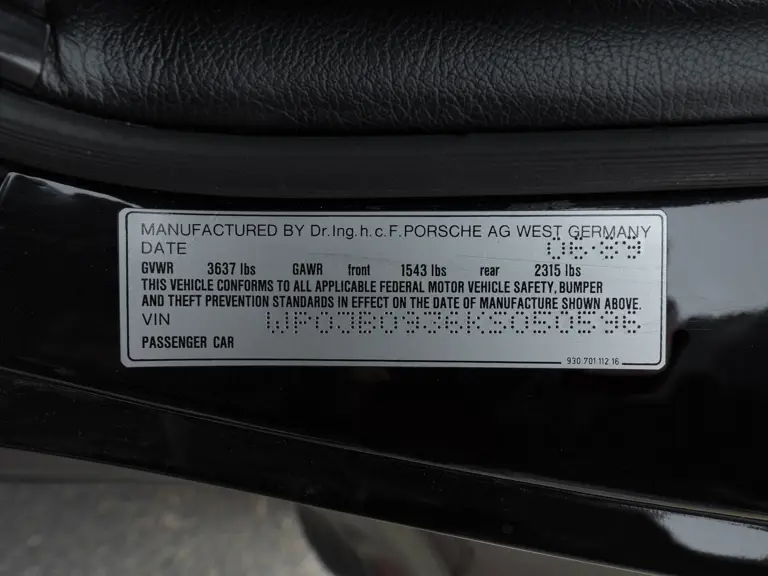 MANUFACTURED BY Dr.Ing.h.c.F.PORSCHE AG WEST GERMANY
DATE 06·89
GVWR 3637 lbs GAWR front 1543 lbs rear 2315 lbs
THIS VEHICLE CONFORMS TO ALL APPLICABLE FEDERAL MOTOR VEHICLE SAFETY, BUMPER
AND THEFT PREVENTION STANDARDS IN EFFECT ON THE DATE OF MANUFACTURE SHOWN ABOVE.
VIN WP0JB0936KS050596
PASSENGER CAR
930.701.112.16